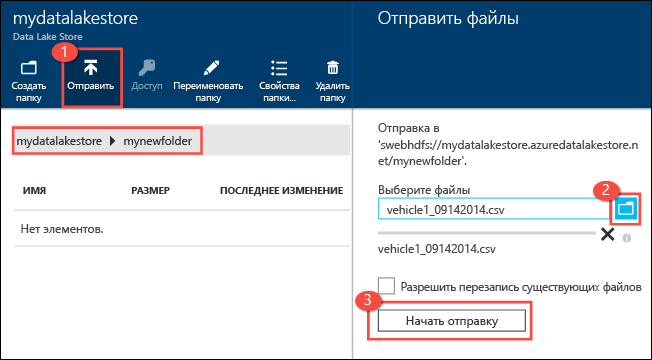 mydatalakestore
Data Lake Store
1
Создать папку
Отправить
Доступ
Переименовать папку
Свойства папки...
Удалить папку
mydatalakestore mynewfolder
ИМЯ РАЗМЕР ПОСЛЕДНЕЕ ИЗМЕНЕНИЕ
Нет элементов.
Отправить файлы
Отправка в
'swebhdfs://mydatalakestore.azuredatalakestore.n
et/mynewfolder'.
Выберите файлы
2
vehicle1_09142014.csv
vehicle1_09142014.csv
Разрешить перезапись существующих файлов
3
Начать отправку